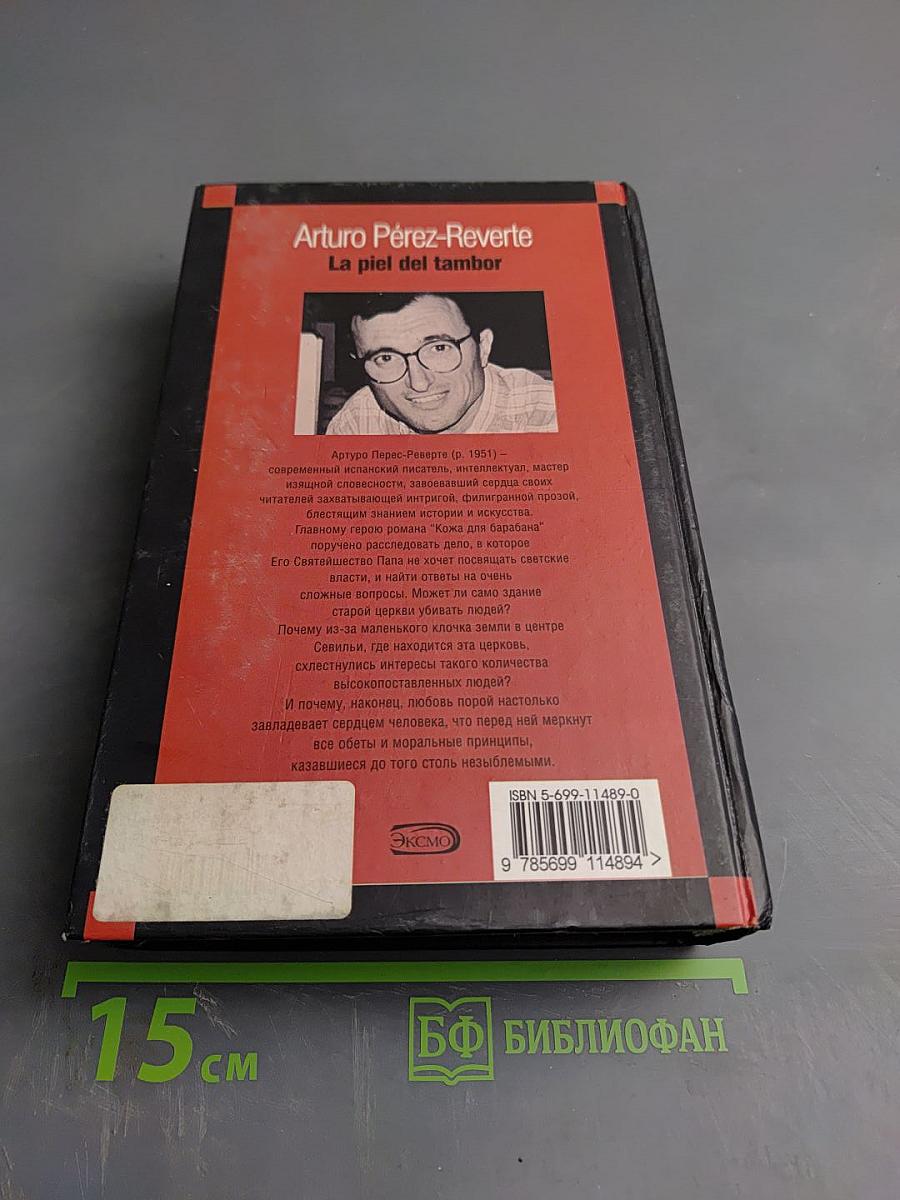 Arturo Pérez-Reverte
La piel del tambor
Артуро Перес-Реверте (р. 1951) –
современный испанский писатель, интеллектуал, мастер
изящной словесности, завоевавший сердца своих
читателей захватывающей интригой, филигранной прозой,
блестящим знанием истории и искусства.
Главному герою романа "Кожа для барабана"
поручено расследовать дело, в которое
Его Святейшество Папа не хочет посвящать светские
власти, и найти ответы на очень
сложные вопросы. Может ли само здание
старой церкви убивать людей?
Почему из-за маленького клочка земли в центре
Севильи, где находится эта церковь,
схлестнулись интересы такого количества
высокопоставленных людей?
И почему, наконец, любовь порой настолько
завладевает сердцем человека, что перед ней меркнут
все обеты и моральные принципы,
казавшиеся до того столь незыблемыми.
ЭКСМО
ISBN 5-699-11489-0
9 785699 114894 >
15 см
БФ БИБЛИОФАН